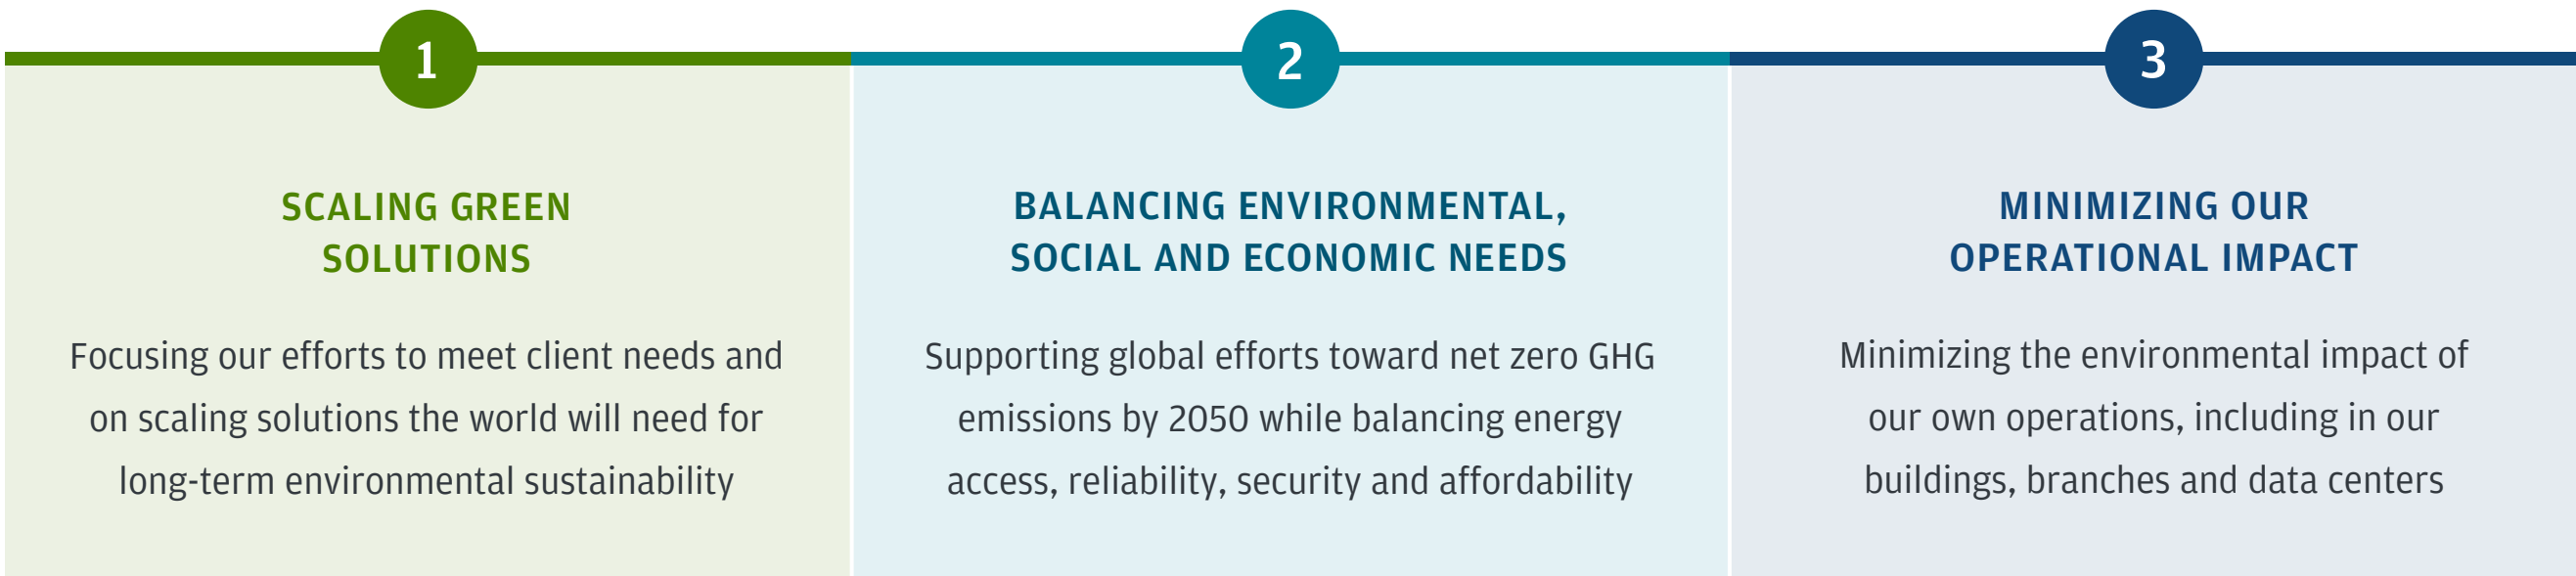 1
SCALING GREEN
SOLUTIONS
Focusing our efforts to meet client needs and
on scaling solutions the world will need for
long-term environmental sustainability
2
BALANCING ENVIRONMENTAL,
SOCIAL AND ECONOMIC NEEDS
Supporting global efforts toward net zero GHG
emissions by 2050 while balancing energy
access, reliability, security and affordability
3
MINIMIZING OUR
OPERATIONAL IMPACT
Minimizing the environmental impact of
our own operations, including in our
buildings, branches and data centers